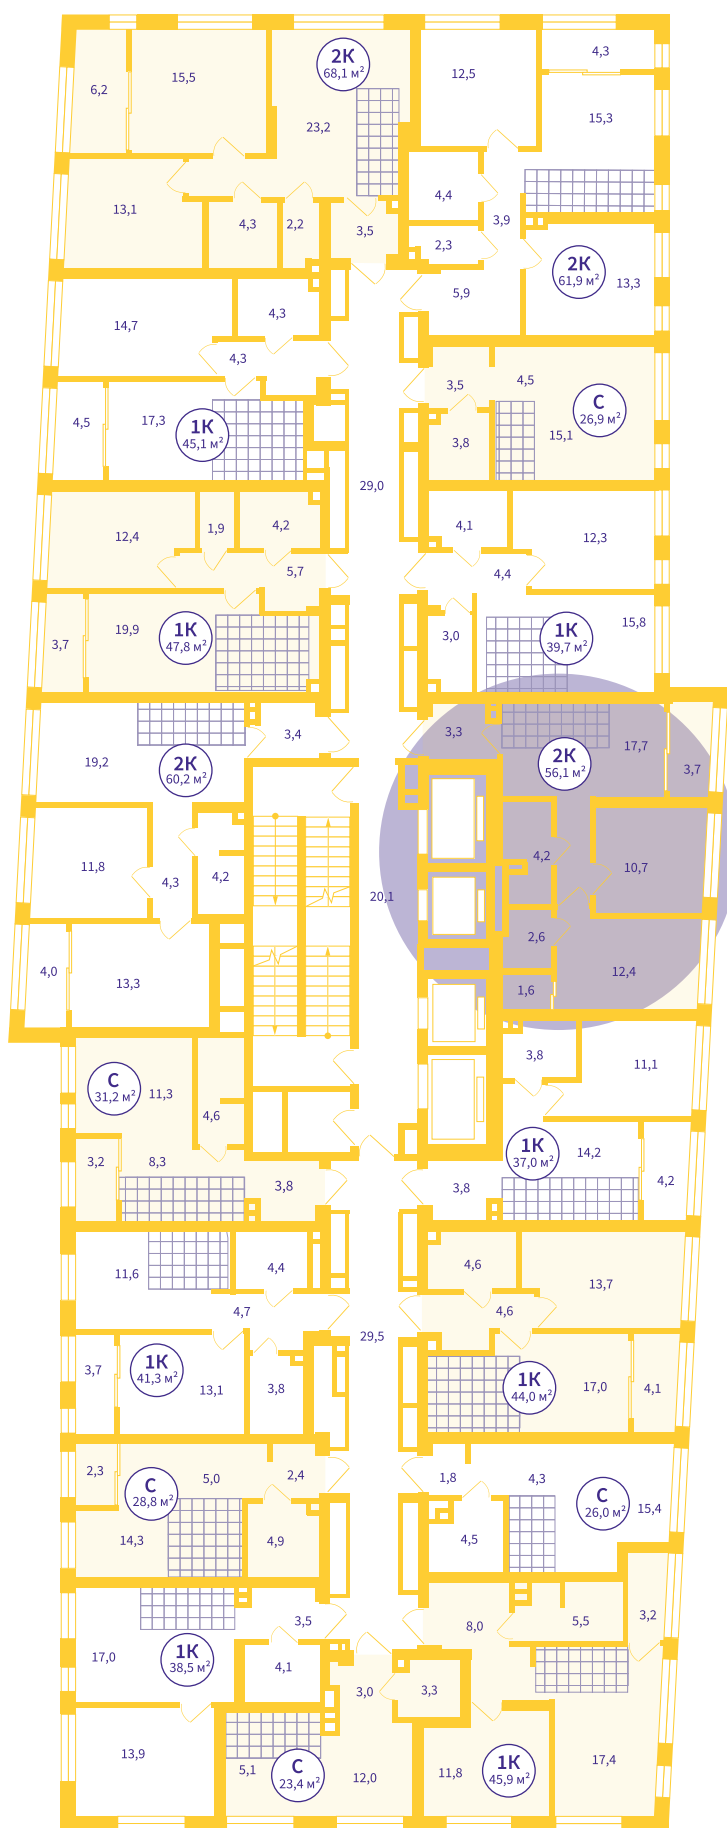 2К
68,1 м²
4,3
12,5
15,5
6,2
15,3
23,2
4,4
13,1
4,3
2,2
3,5
3,9
2,3
2К
61,9 м²
13,3
5,9
14,7
4,3
4,3
3,5
4,5
С
26,9 м²
4,5
17,3
1К
45,1 м²
3,8
15,1
29,0
12,4
1,9
4,2
4,1
12,3
5,7
4,4
3,7
19,9
1К
47,8 м²
3,0
1К
39,7 м²
15,8
3,4
3,3
17,7
19,2
2К
60,2 м²
2К
56,1 м²
3,7
11,8
4,3
4,2
4,2
10,7
20,1
2,6
4,0
13,3
12,4
1,6
С
31,2 м²
11,3
4,6
3,8
11,1
3,2
8,3
3,8
1К
37,0 м²
14,2
3,8
4,2
11,6
4,4
4,6
13,7
4,7
29,5
4,6
3,7
1К
41,3 м²
13,1
3,8
1К
44,0 м²
17,0
4,1
2,3
С
28,8 м²
5,0
2,4
1,8
4,3
С
26,0 м²
15,4
14,3
4,9
4,5
3,5
8,0
5,5
3,2
17,0
1К
38,5 м²
4,1
3,0
3,3
13,9
5,1
С
23,4 м²
12,0
11,8
1К
45,9 м²
17,4